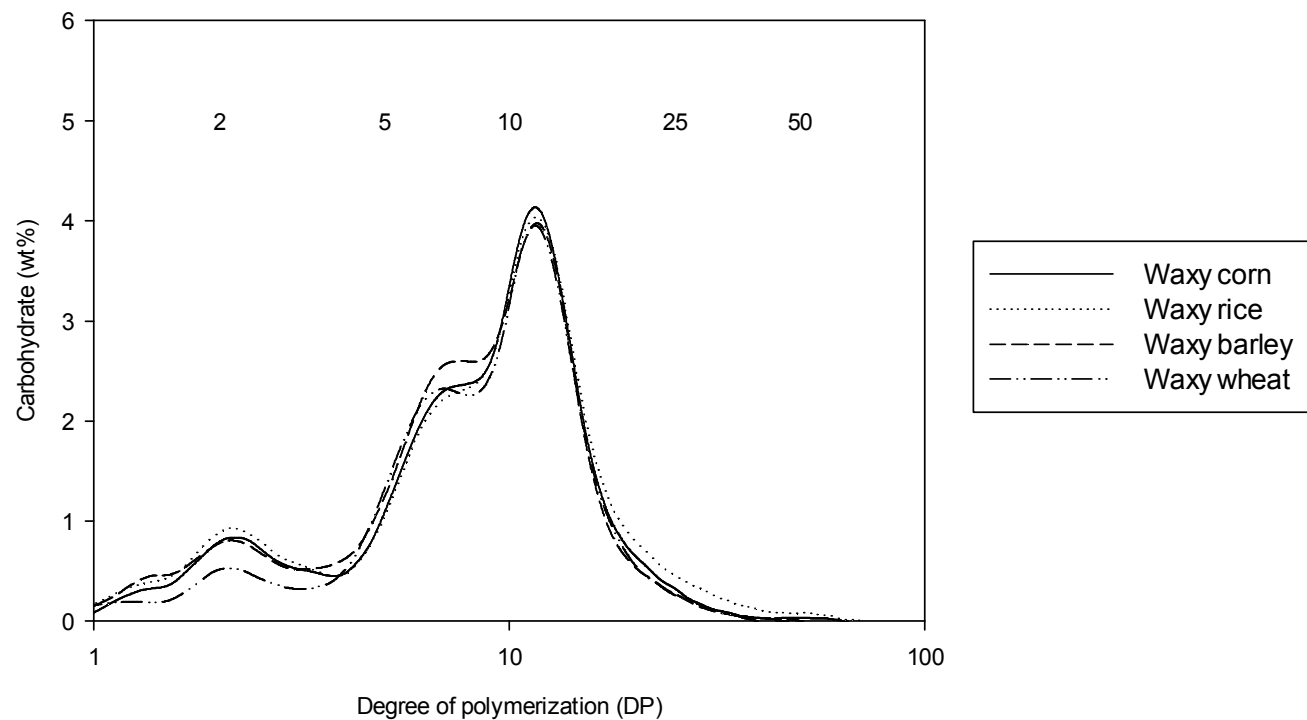 6
5
4
3
2
1
0
Carbohydrate (wt%)
2 5 10 25 50
1 10 100
Degree of polymerization (DP)
Waxy corn
Waxy rice
Waxy barley
Waxy wheat